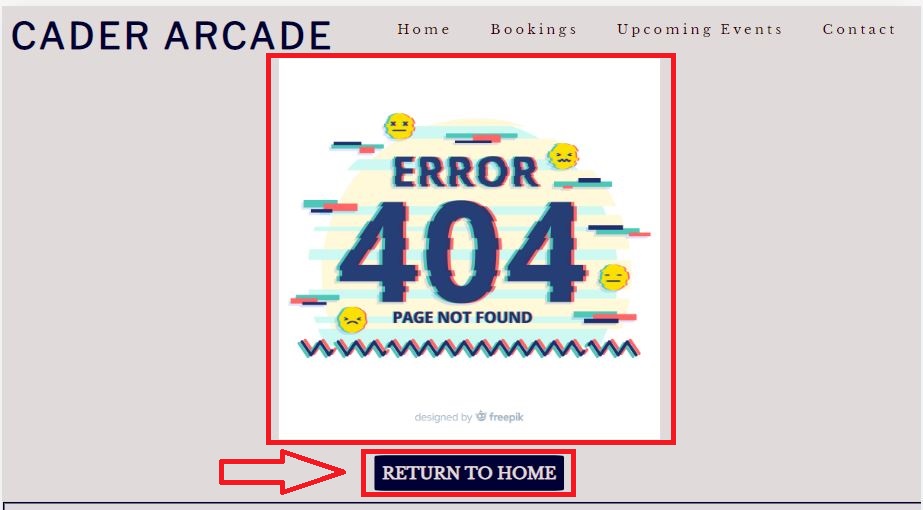 CADER ARCADE
Home Bookings Upcoming Events Contact
ERROR
404
PAGE NOT FOUND
designed by freepik
RETURN TO HOME